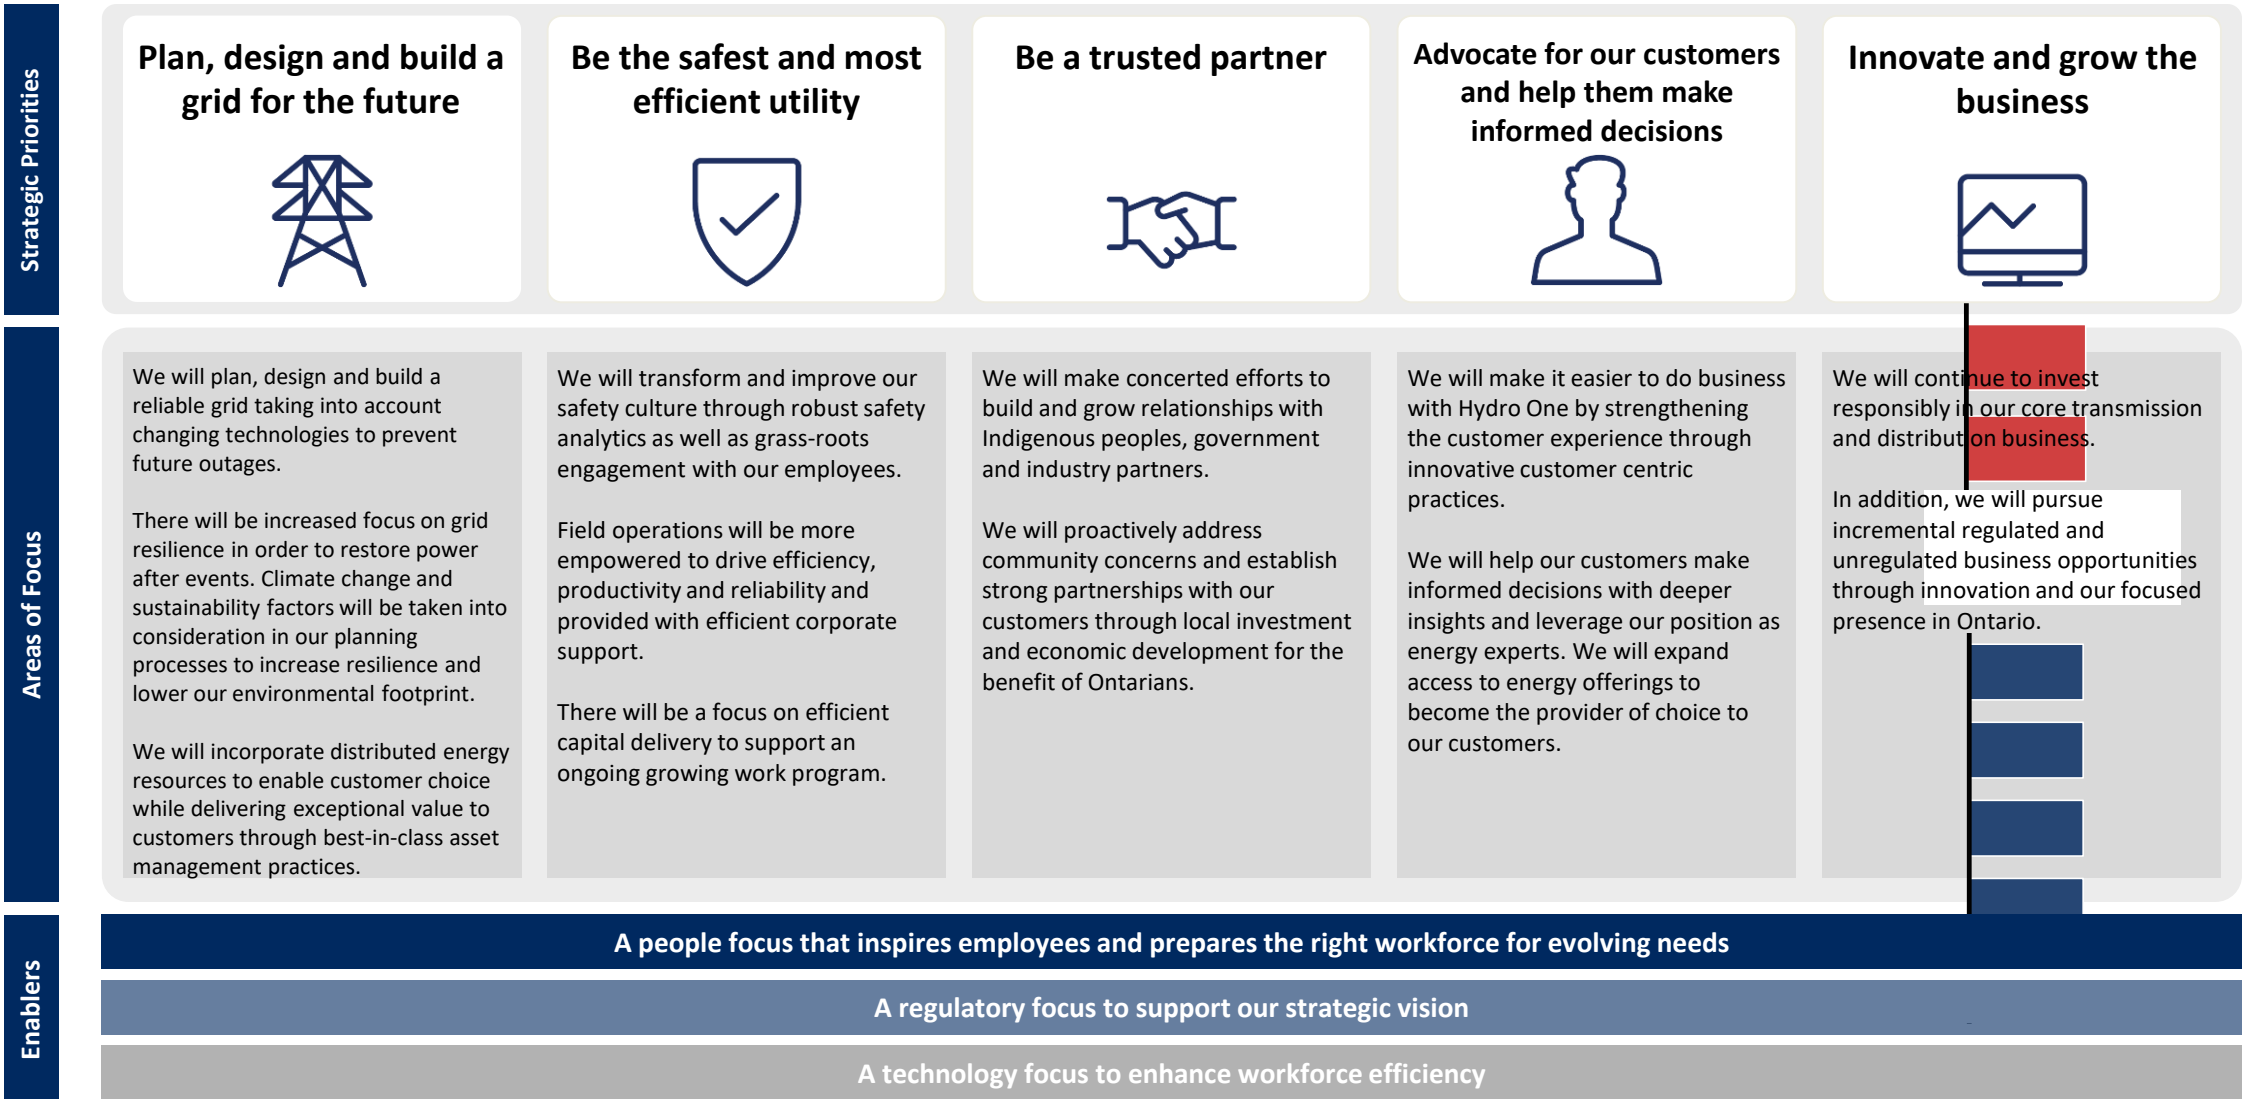 Strategic Priorities
Plan, design and build a
grid for the future
Be the safest and most
efficient utility
Be a trusted partner
Advocate for our customers
and help them make
informed decisions
Innovate and grow the
business
Areas of Focus
We will plan, design and build a
reliable grid taking into account
changing technologies to prevent
future outages.
There will be increased focus on grid
resilience in order to restore power
after events. Climate change and
sustainability factors will be taken into
consideration in our planning
processes to increase resilience and
lower our environmental footprint.
We will incorporate distributed energy
resources to enable customer choice
while delivering exceptional value to
customers through best-in-class asset
management practices.
We will transform and improve our
safety culture through robust safety
analytics as well as grass-roots
engagement with our employees.
Field operations will be more
empowered to drive efficiency,
productivity and reliability and
provided with efficient corporate
support.
There will be a focus on efficient
capital delivery to support an
ongoing growing work program.
We will make concerted efforts to
build and grow relationships with
Indigenous peoples, government
and industry partners.
We will proactively address
community concerns and establish
strong partnerships with our
customers through local investment
and economic development for the
benefit of Ontarians.
We will make it easier to do business
with Hydro One by strengthening
the customer experience through
innovative customer centric
practices.
We will help our customers make
informed decisions with deeper
insights and leverage our position as
energy experts. We will expand
access to energy offerings to
become the provider of choice to
our customers.
We will continue to invest
responsibly in our core transmission
and distribution business.
In addition, we will pursue
incremental regulated and
unregulated business opportunities
through innovation and our focused
presence in Ontario.
Enablers
A people focus that inspires employees and prepares the right workforce for evolving needs
A regulatory focus to support our strategic vision
A technology focus to enhance workforce efficiency